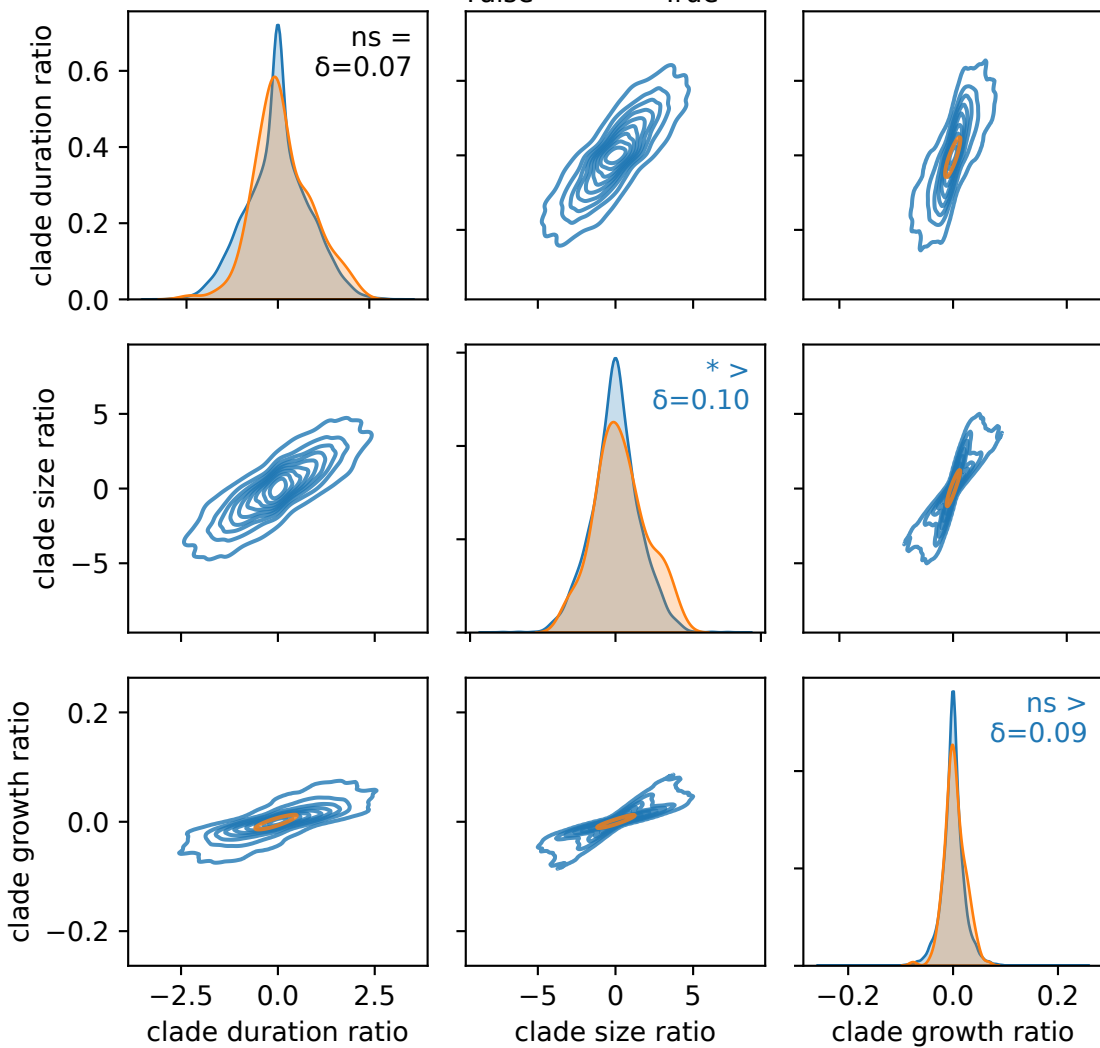 clade duration ratio
0.6
0.4
0.2
0.0
ns =
δ=0.07
clade size ratio
5
0
−5
* >
δ=0.10
clade growth ratio
0.2
0.0
−0.2
ns >
δ=0.09
−2.5 0.0 2.5
−5 0 5
−0.2 0.0 0.2
clade duration ratio
clade size ratio
clade growth ratio